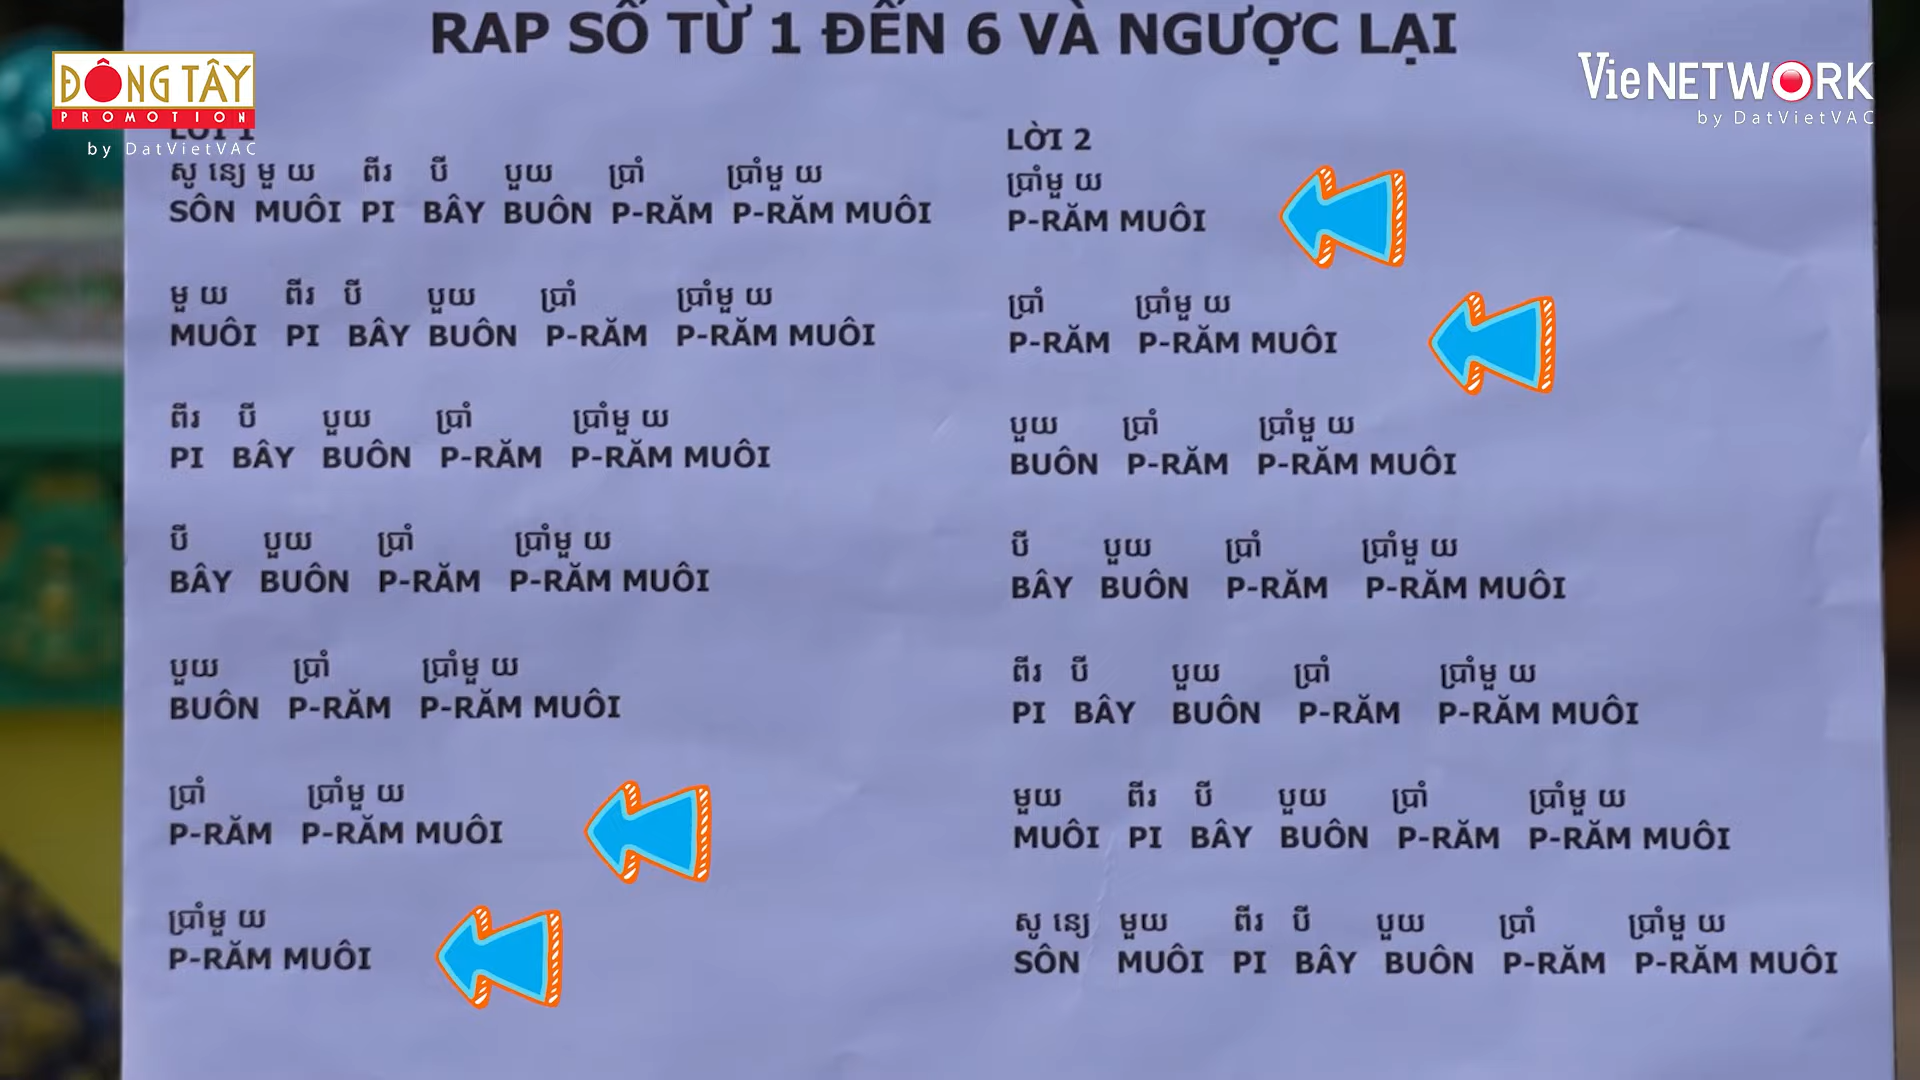 RAP SỐ TỪ 1 ĐẾN 6 VÀ NGƯỢC LẠI
ĐÔNG TÂY
PROMOTION
by DatVietVAC
VieNETWORK
by DatVietVAC
LỜI 1
សូ ន្យេ មួ យ ពីរ បី បួយ ប្រាំ ប្រាំមួ យ
SÔN MUÔI PI BÂY BUÔN P-RĂM P-RĂM MUÔI
មួ យ ពីរ បី បួយ ប្រាំ ប្រាំមួ យ
MUÔI PI BÂY BUÔN P-RĂM P-RĂM MUÔI
ពីរ បី បួយ ប្រាំ ប្រាំមួ យ
PI BÂY BUÔN P-RĂM P-RĂM MUÔI
បី បួយ ប្រាំ ប្រាំមួ យ
BÂY BUÔN P-RĂM P-RĂM MUÔI
បួយ ប្រាំ ប្រាំមួ យ
BUÔN P-RĂM P-RĂM MUÔI
ប្រាំ ប្រាំមួ យ
P-RĂM P-RĂM MUÔI
ប្រាំមួ យ
P-RĂM MUÔI
LỜI 2
ប្រាំមួ យ
P-RĂM MUÔI
ប្រាំ ប្រាំមួ យ
P-RĂM P-RĂM MUÔI
បួយ ប្រាំ ប្រាំមួ យ
BUÔN P-RĂM P-RĂM MUÔI
បី បួយ ប្រាំ ប្រាំមួ យ
BÂY BUÔN P-RĂM P-RĂM MUÔI
ពីរ បី បួយ ប្រាំ ប្រាំមួ យ
PI BÂY BUÔN P-RĂM P-RĂM MUÔI
មួយ ពីរ បី បួយ ប្រាំ ប្រាំមួ យ
MUÔI PI BÂY BUÔN P-RĂM P-RĂM MUÔI
សូ ន្យេ មួយ ពីរ បី បួយ ប្រាំ ប្រាំមួ យ
SÔN MUÔI PI BÂY BUÔN P-RĂM P-RĂM MUÔI